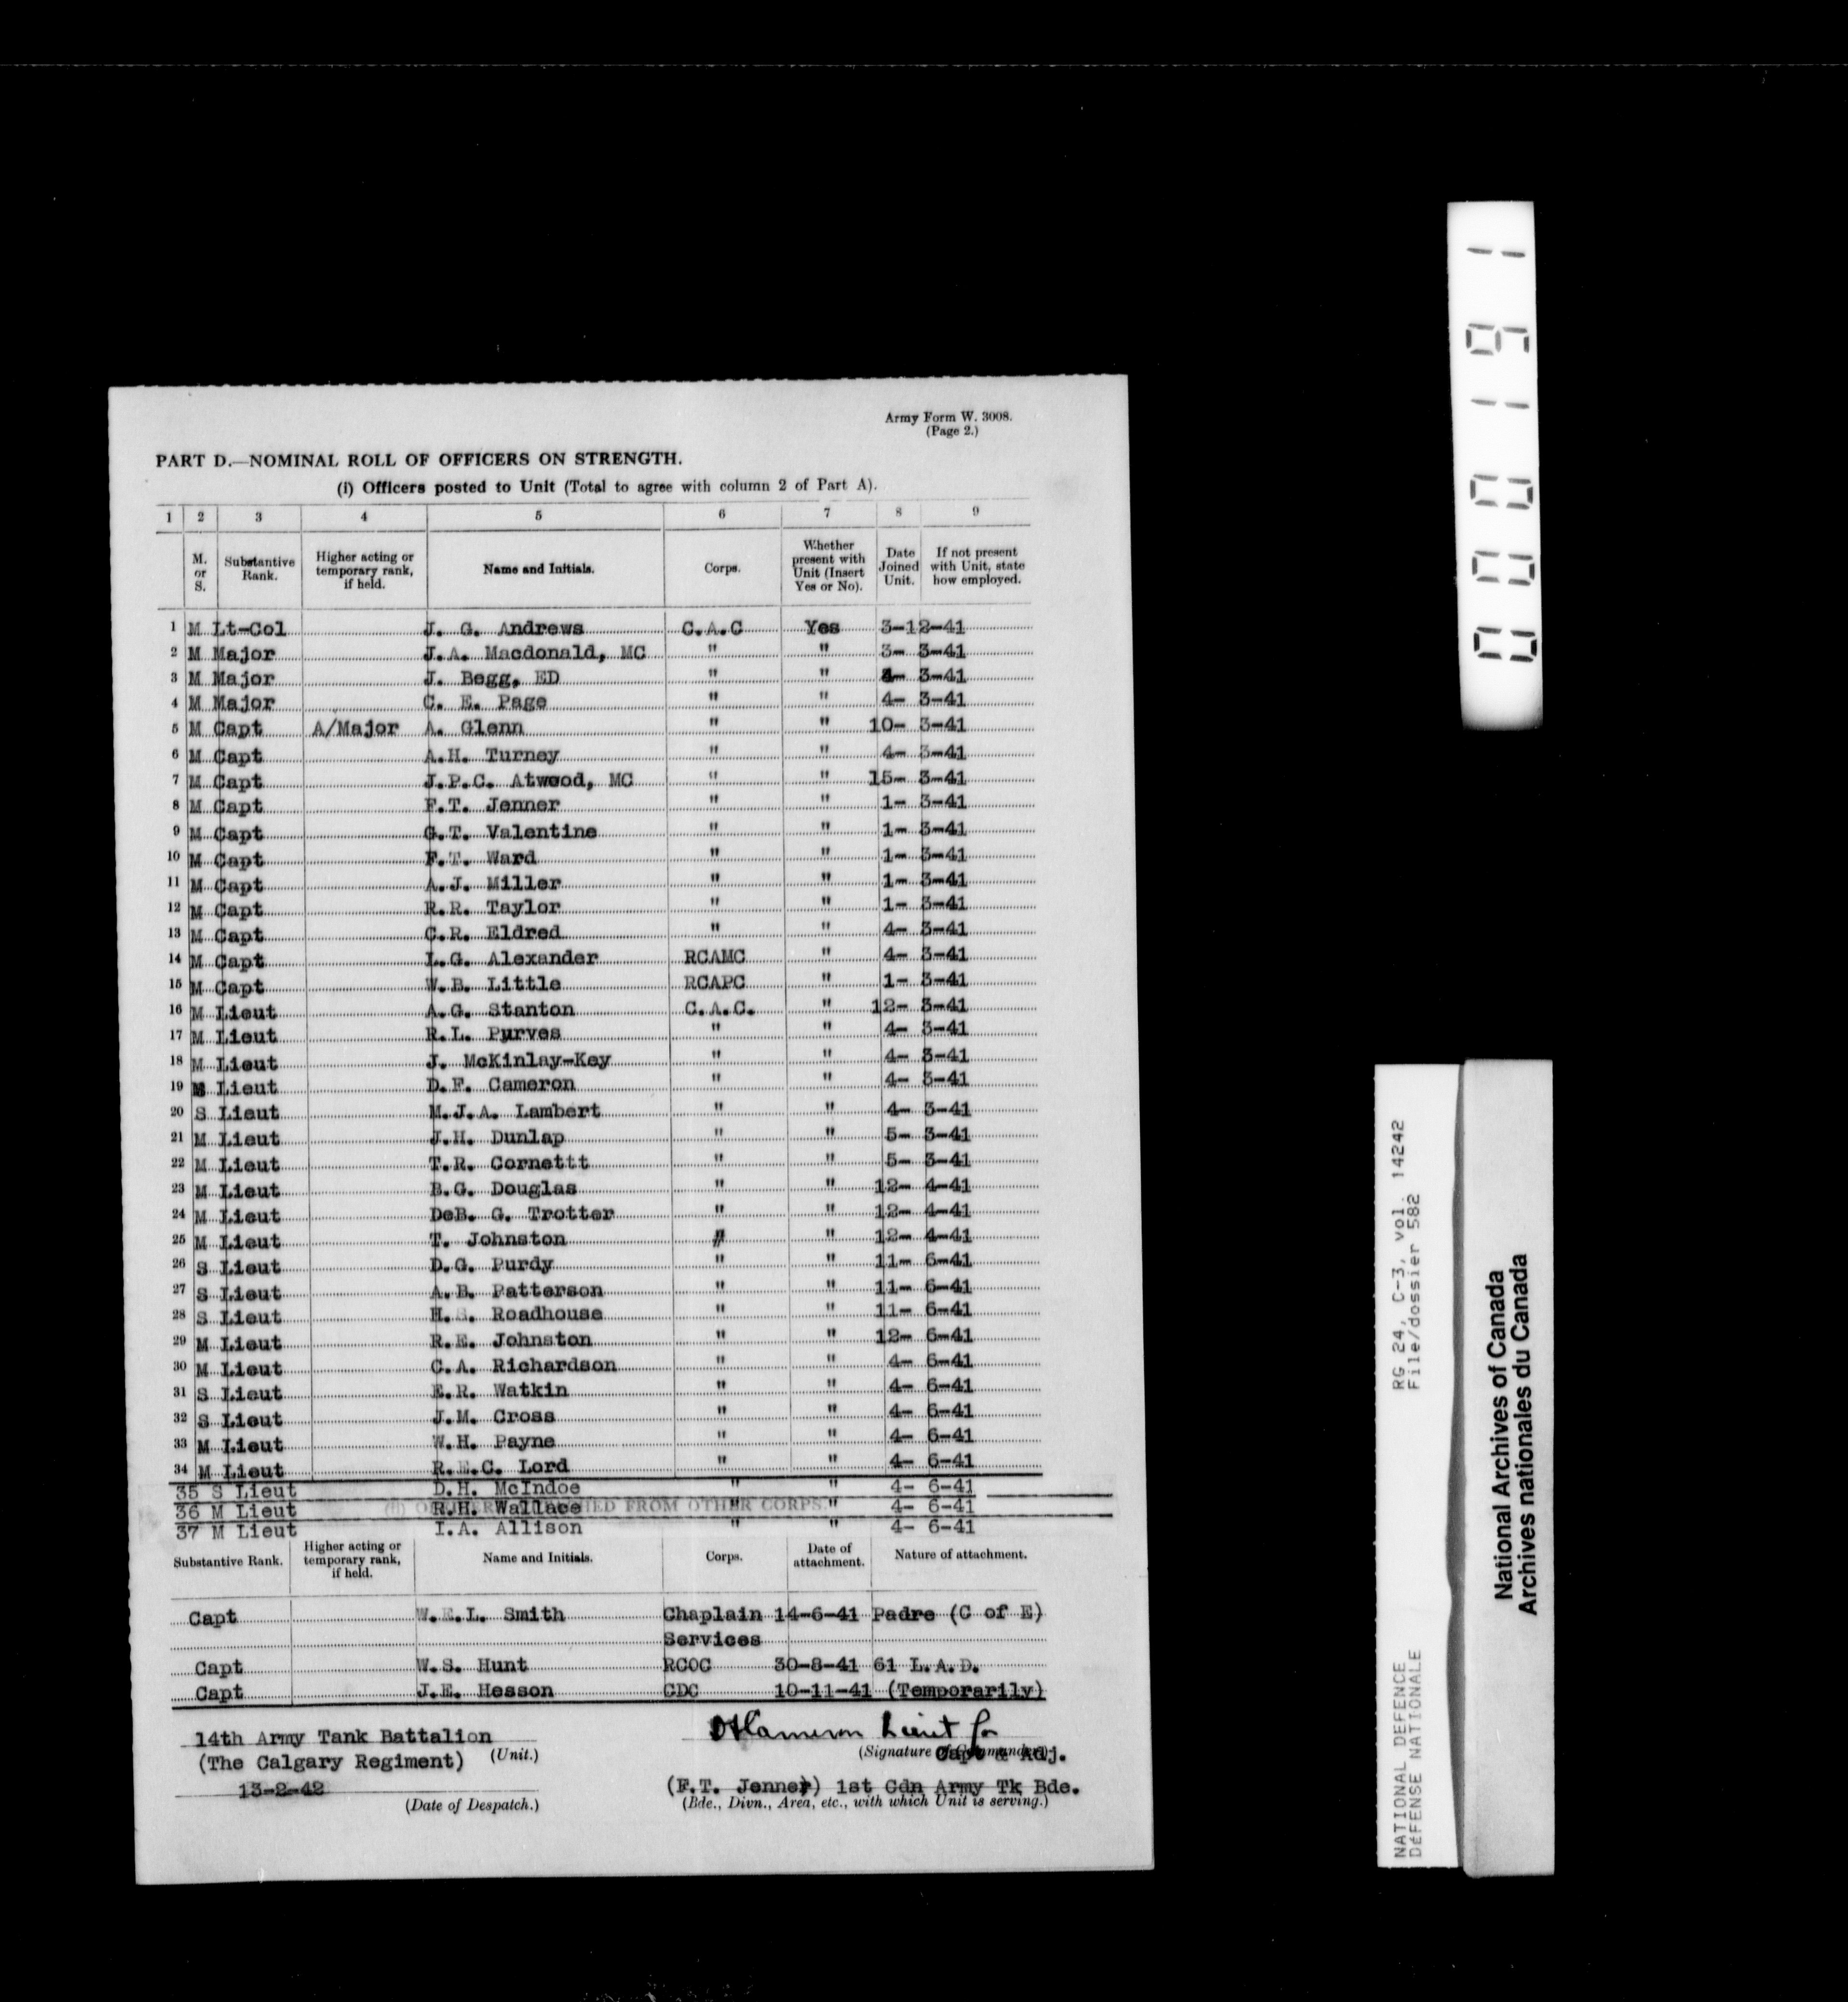 Army Form W. 3008.
(Page 2.)
PART D.—NOMINAL ROLL OF OFFICERS ON STRENGTH.
(i) Officers posted to Unit (Total to agree with column 2 of Part A).
1 2 3 4 5 6 7 8 9
M. or S. Substantive Rank. Higher acting or temporary rank, if held. Name and Initials. Corps. Whether present with Unit (Insert Yes or No). Date Joined Unit. If not present with Unit, state how employed.
1 M Lt-Col J. G. Andrews C.A.C Yes 3-12-41
2 M Major J.A. Macdonald, MC " " 3- 3-41
3 M Major J. Begg, ED " " 3-41
4 M Major C. E. Page " " 4- 3-41
5 M Capt A/Major A. Glenn " " 10- 3-41
6 M Capt A.H. Turney " " 4- 3-41
7 M Capt J.P.C. Atwood, MC " " 15- 3-41
8 M Capt F.T. Jenner " " 1- 3-41
9 M Capt G.T. Valentine " " 1- 3-41
10 M Capt F.T. Ward " " 1- 3-41
11 M Capt A.J. Miller " " 1- 3-41
12 M Capt R.R. Taylor " " 1- 3-41
13 M Capt C.R. Eldred " " 4- 3-41
14 M Capt L.G. Alexander RCAMC " 4- 3-41
15 M Capt W.B. Little RCAPC " 1- 3-41
16 M Lieut A.G. Stanton C.A.C. " 12- 3-41
17 M Lieut R.L. Purves " " 4- 3-41
18 M Lieut J. McKinlay-Key " " 4- 3-41
19 Lieut D.F. Cameron " " 4- 3-41
20 S Lieut M.J.A. Lambert " " 4- 3-41
21 M Lieut J.H. Dunlap " " 5- 3-41
22 M Lieut T.R. Cornettt " " 5- 3-41
23 M Lieut B.G. Douglas " " 12- 4-41
24 M Lieut DeB. G. Trotter " " 12- 4-41
25 M Lieut T. Johnston " " 12- 4-41
26 S Lieut D.G. Purdy " " 11- 6-41
27 S Lieut A.B. Patterson " " 11- 6-41
28 S Lieut H.S. Roadhouse " " 11- 6-41
29 M Lieut R.E. Johnston " " 12- 6-41
30 M Lieut C.A. Richardson " " 4- 6-41
31 S Lieut E.R. Watkin " " 4- 6-41
32 S Lieut J.M. Cross " " 4- 6-41
33 M Lieut W.H. Payne " " 4- 6-41
34 M Lieut R.E.C. Lord " " 4- 6-41
35 S Lieut D.H. McIndoe " " 4- 6-41
36 M Lieut R.H. Wallace " " 4- 6-41
FROM OTHER CORPS.
37 M Lieut I.A. Allison " " 4- 6-41
Substantive Rank. Higher acting or temporary rank, if held. Name and Initials. Corps. Date of attachment. Nature of attachment.
Capt W.E.L. Smith Chaplain 14-6-41 Padre (C of E)
Services
Capt W.S. Hunt RCOC 30-8-41 61 L.A.D.
Capt J.E. Hesson CDC 10-11-41 (Temporarily)
14th Army Tank Battalion
(The Calgary Regiment) (Unit.)
13-2-42
(Date of Despatch.)
DFCameron Lieut for
(Signature of Commander) Capt & Adj.
(F.T. Jenner) 1st Cdn Army Tk Bde.
(Bde., Divn., Area, etc., with which Unit is serving.)
000191
RG 24, C-3, vol. 14242
File/dossier 582
NATIONAL DEFENCE
DÉFENSE NATIONALE
National Archives of Canada
Archives nationales du Canada